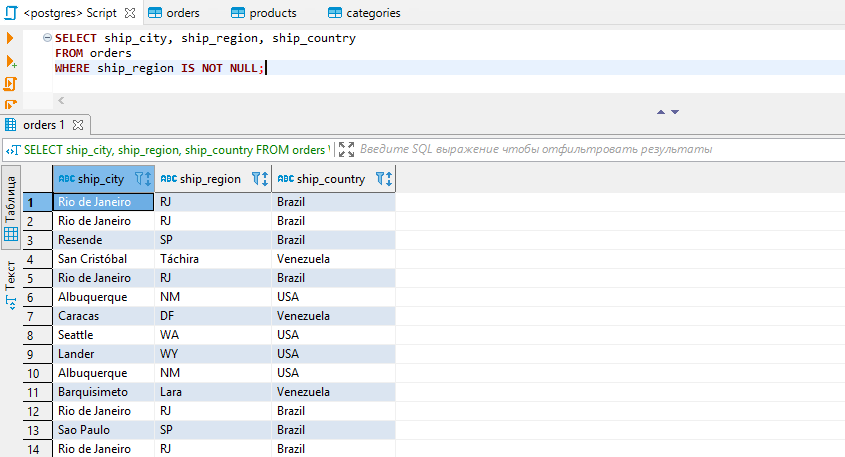 <postgres> Script
orders
products
categories
SELECT ship_city, ship_region, ship_country
FROM orders
WHERE ship_region IS NOT NULL;
orders 1
SELECT ship_city, ship_region, ship_country FROM orders
Введите SQL выражение чтобы отфильтровать результаты
Таблица
Текст
ABC ship_city ABC ship_region ABC ship_country
1 Rio de Janeiro RJ Brazil
2 Rio de Janeiro RJ Brazil
3 Resende SP Brazil
4 San Cristóbal Táchira Venezuela
5 Rio de Janeiro RJ Brazil
6 Albuquerque NM USA
7 Caracas DF Venezuela
8 Seattle WA USA
9 Lander WY USA
10 Albuquerque NM USA
11 Barquisimeto Lara Venezuela
12 Rio de Janeiro RJ Brazil
13 Sao Paulo SP Brazil
14 Rio de Janeiro RJ Brazil